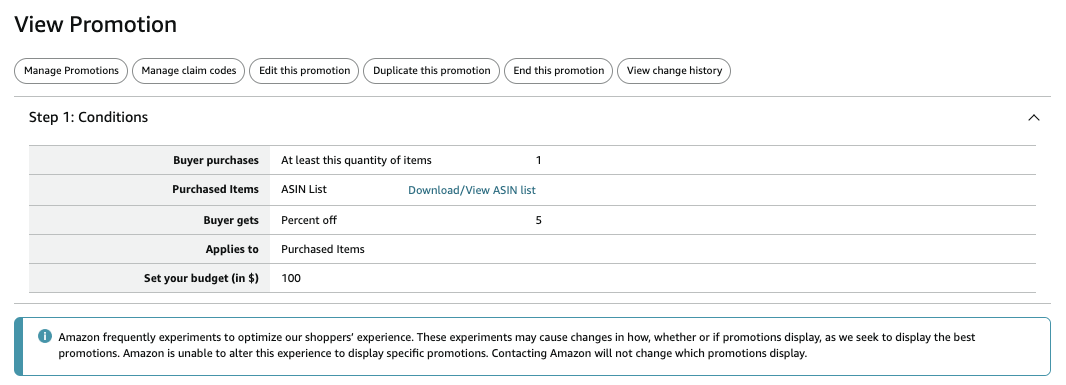 View Promotion
Manage Promotions Manage claim codes Edit this promotion Duplicate this promotion End this promotion View change history
Step 1: Conditions
Buyer purchases At least this quantity of items 1
Purchased Items ASIN List Download/View ASIN list
Buyer gets Percent off 5
Applies to Purchased Items
Set your budget (in $) 100
Amazon frequently experiments to optimize our shoppers’ experience. These experiments may cause changes in how, whether or if promotions display, as we seek to display the best
promotions. Amazon is unable to alter this experience to display specific promotions. Contacting Amazon will not change which promotions display.